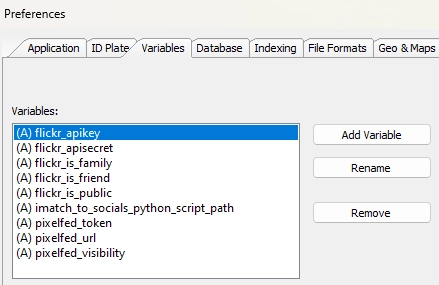 Preferences
Application
ID Plate
Variables
Database
Indexing
File Formats
Geo & Maps
Variables:
(A) flickr_apikey
(A) flickr_apisecret
(A) flickr_is_family
(A) flickr_is_friend
(A) flickr_is_public
(A) imatch_to_socials_python_script_path
(A) pixelfed_token
(A) pixelfed_url
(A) pixelfed_visibility
Add Variable
Rename
Remove